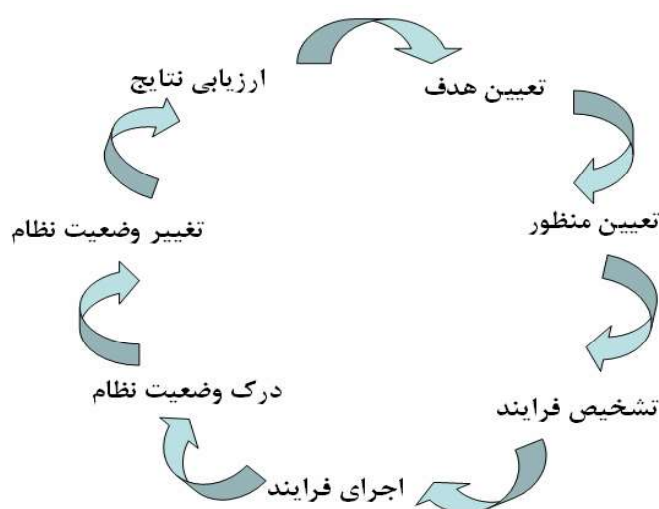 تعیین هدف
تعیین منظور
تشخیص فرایند
اجرای فرایند
درک وضعیت نظام
تغییر وضعیت نظام
ارزیابی نتایج